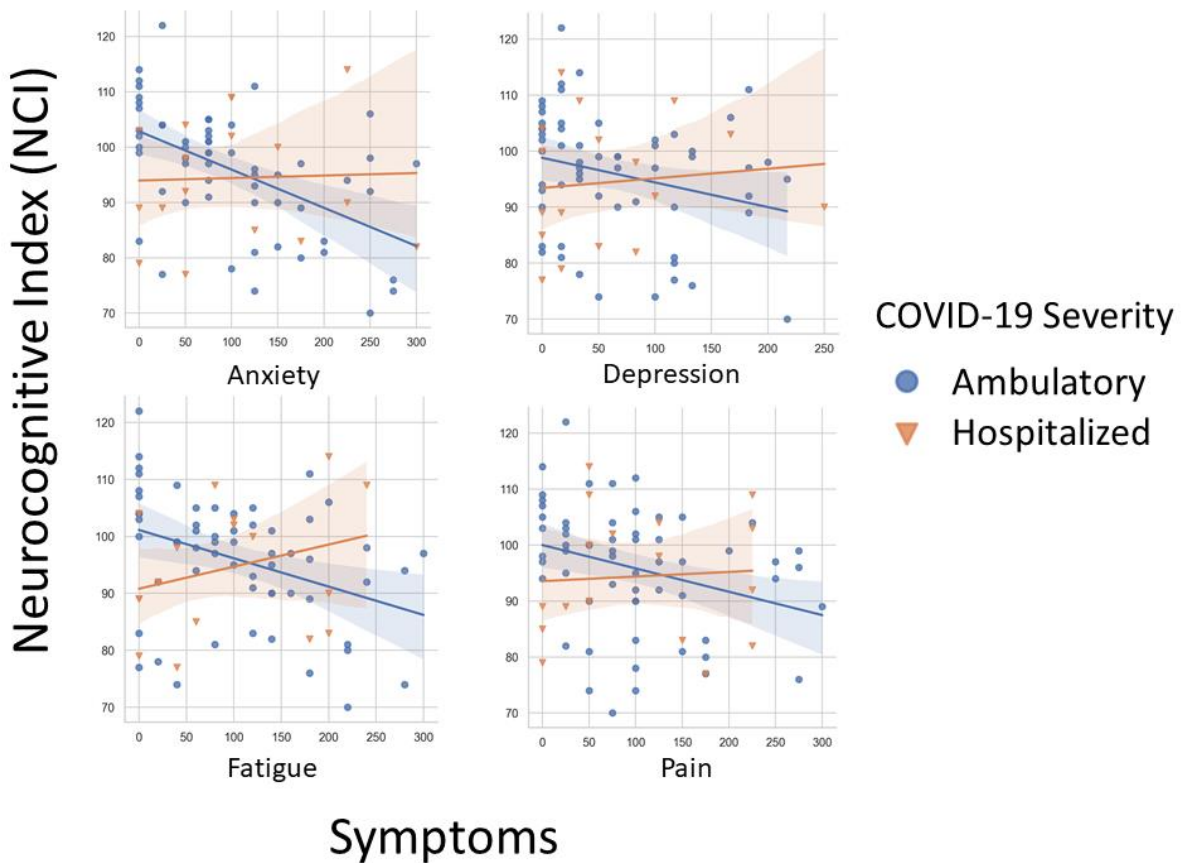 Neurocognitive Index (NCI)
120
110
100
90
80
70
0 50 100 150 200 250 300
Anxiety
120
110
100
90
80
70
0 50 100 150 200 250
Depression
COVID-19 Severity
Ambulatory
Hospitalized
120
110
100
90
80
70
0 50 100 150 200 250 300
Fatigue
120
110
100
90
80
70
0 50 100 150 200 250 300
Pain
Symptoms